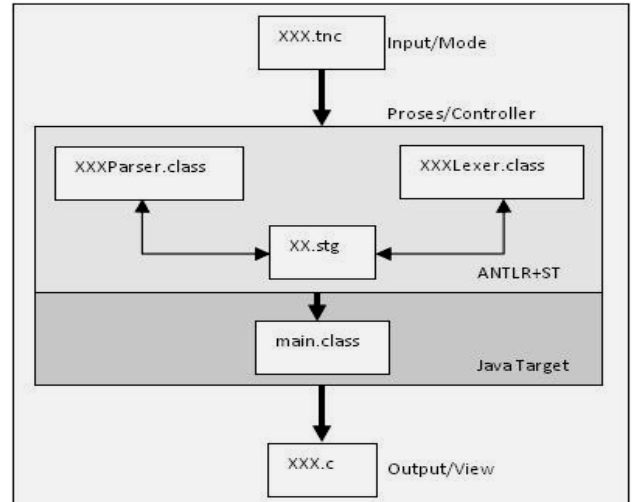 XXX.tnc
Input/Mode
Proses/Controller
XXXParser.class
XXXLexer.class
XX.stg
ANTLR+ST
main.class
Java Target
XXX.c
Output/View